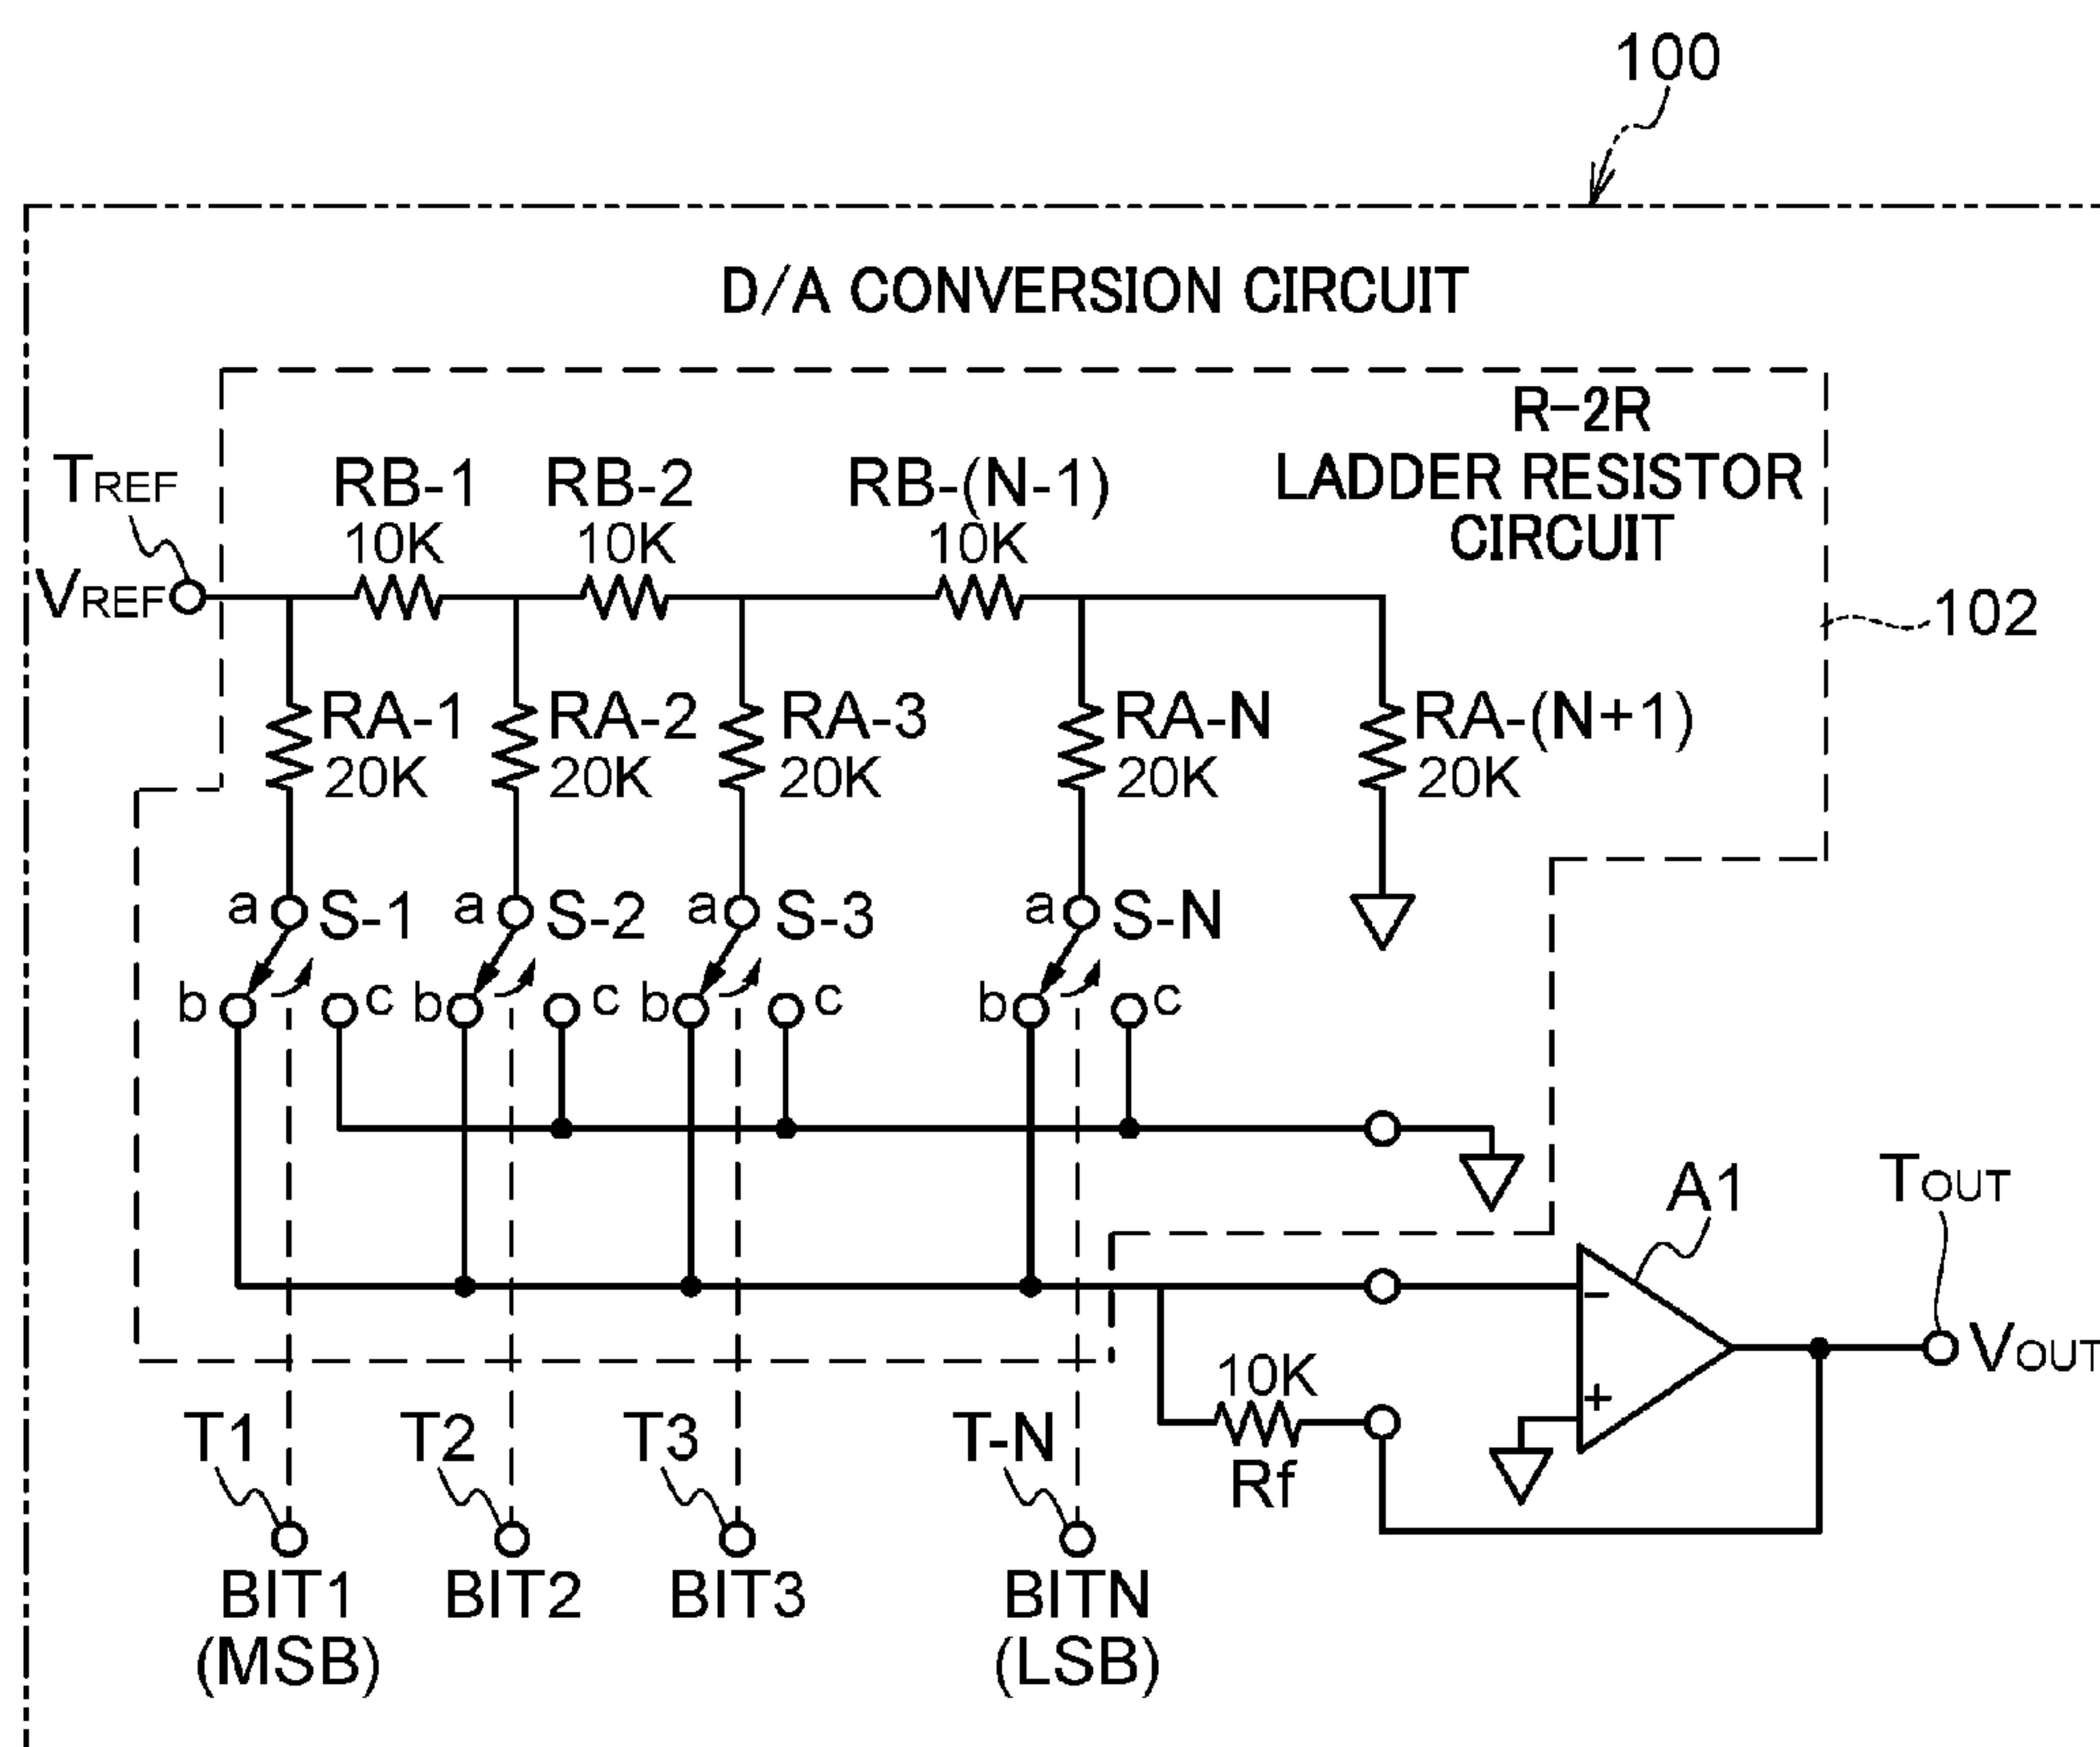 100
D/A CONVERSION CIRCUIT
R-2R
LADDER RESISTOR
CIRCUIT
TREF
VREF
RB-1
10K
RB-2
10K
RB-(N-1)
10K
102
RA-1
20K
RA-2
20K
RA-3
20K
RA-N
20K
RA-(N+1)
20K
a S-1
a S-2
a S-3
a S-N
b c
b c
b c
b c
A1
TOUT
VOUT
-
+
10K
Rf
T1
T2
T3
T-N
BIT1
(MSB)
BIT2
BIT3
BITN
(LSB)